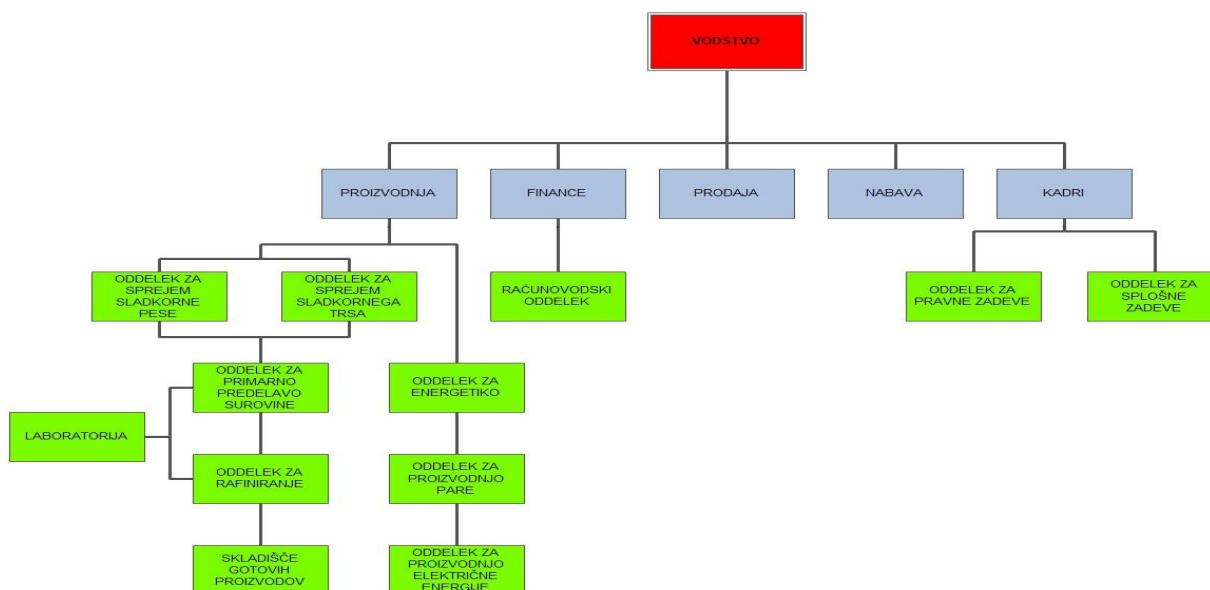 VODSTVO
PROIZVODNJA
FINANCE
PRODAJA
NABAVA
KADRI
ODDELEK ZA
SPREJEM
SLADKORNE
PESE
ODDELEK ZA
SPREJEM
SLADKORNEGA
TRSA
RAČUNOVODSKI
ODDELEK
ODDELEK ZA
PRAVNE ZADEVE
ODDELEK ZA
SPLOŠNE
ZADEVE
ODDELEK ZA
PRIMARNO
PREDELAVO
SUROVINE
ODDELEK ZA
ENERGETIKO
LABORATORIJA
ODDELEK ZA
RAFINIRANJE
ODDELEK ZA
PROIZVODNJO
PARE
SKLADIŠČE
GOTOVIH
PROIZVODOV
ODDELEK ZA
PROIZVODNJO
ELEKTRIČNE
ENERGIJE